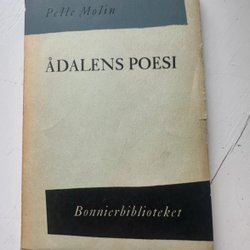 Pelle Molin
ÅDALENS POESI
Bonnierbiblioteket